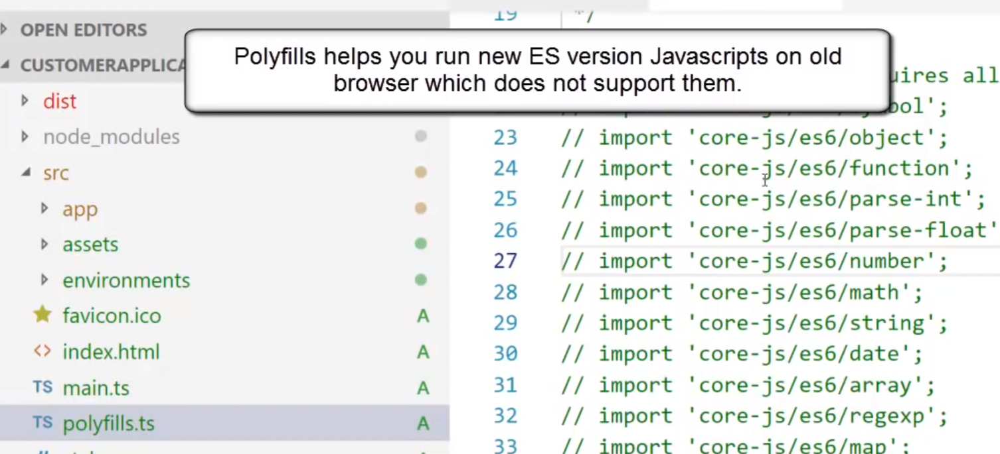 OPEN EDITORS
CUSTOMERAPPLICA
dist
node_modules
src
app
assets
environments
favicon.ico A
index.html A
TS main.ts A
TS polyfills.ts A
Polyfills helps you run new ES version Javascripts on old
browser which does not support them.
19 */
uires all
bol';
23 // import 'core-js/es6/object';
24 // import 'core-js/es6/function';
25 // import 'core-js/es6/parse-int';
26 // import 'core-js/es6/parse-float'
27 // import 'core-js/es6/number';
28 // import 'core-js/es6/math';
29 // import 'core-js/es6/string';
30 // import 'core-js/es6/date';
31 // import 'core-js/es6/array';
32 // import 'core-js/es6/regexp';
33 // import 'core-js/es6/map';